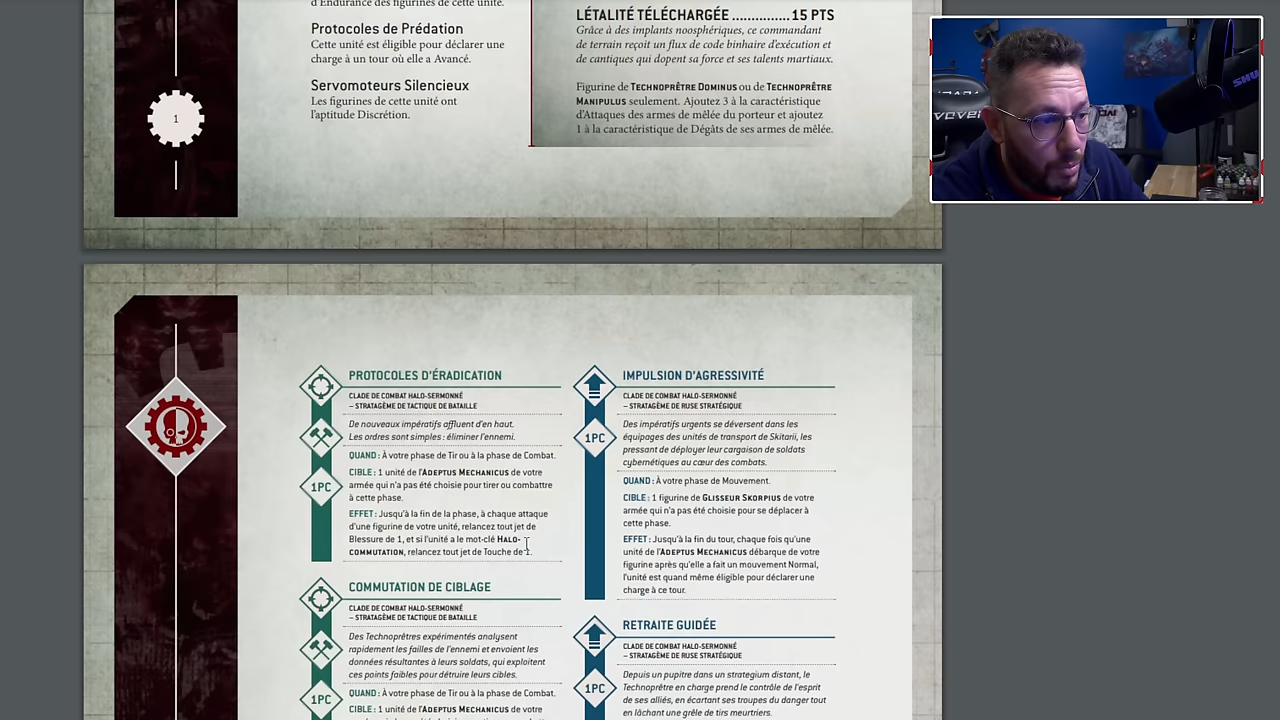 d'Endurance des figurines de cette unité.
Protocoles de Prédation
Cette unité est éligible pour déclarer une
charge à un tour où elle a Avancé.
Servomoteurs Silencieux
Les figurines de cette unité ont
l'aptitude Discrétion.
1
LÉTALITÉ TÉLÉCHARGÉE ............... 15 PTS
Grâce à des implants noosphériques, ce commandant
de terrain reçoit un flux de code binhaire d'exécution et
de cantiques qui dopent sa force et ses talents martiaux.
Figurine de TECHNOPRÊTRE DOMINUS ou de TECHNOPRÊTRE
MANIPULUS seulement. Ajoutez 3 à la caractéristique
d'Attaques des armes de mêlée du porteur et ajoutez
1 à la caractéristique de Dégâts de ses armes de mêlée.
PROTOCOLES D'ÉRADICATION
CLADE DE COMBAT HALO-SERMONNÉ
– STRATAGÈME DE TACTIQUE DE BATAILLE
De nouveaux impératifs affluent d'en haut.
Les ordres sont simples : éliminer l'ennemi.
QUAND : À votre phase de Tir ou à la phase de Combat.
CIBLE : 1 unité de l'ADEPTUS MECHANICUS de votre
armée qui n'a pas été choisie pour tirer ou combattre
à cette phase.
1PC
EFFET : Jusqu'à la fin de la phase, à chaque attaque
d'une figurine de votre unité, relancez tout jet de
Blessure de 1, et si l'unité a le mot-clé HALO-
COMMUTATION, relancez tout jet de Touche de 1.
COMMUTATION DE CIBLAGE
CLADE DE COMBAT HALO-SERMONNÉ
– STRATAGÈME DE TACTIQUE DE BATAILLE
Des Technoprêtres expérimentés analysent
rapidement les failles de l'ennemi et envoient les
données résultantes à leurs soldats, qui exploitent
ces points faibles pour détruire leurs cibles.
1PC
QUAND : À votre phase de Tir ou à la phase de Combat.
CIBLE : 1 unité de l'ADEPTUS MECHANICUS de votre
IMPULSION D'AGRESSIVITÉ
CLADE DE COMBAT HALO-SERMONNÉ
– STRATAGÈME DE RUSE STRATÉGIQUE
1PC
Des impératifs urgents se déversent dans les
équipages des unités de transport de Skitarii, les
pressant de déployer leur cargaison de soldats
cybernétiques au cœur des combats.
QUAND : À votre phase de Mouvement.
CIBLE : 1 figurine de GLISSEUR SKORPIUS de votre
armée qui n'a pas été choisie pour se déplacer à
cette phase.
EFFET : Jusqu'à la fin du tour, chaque fois qu'une
unité de l'ADEPTUS MECHANICUS débarque de votre
figurine après qu'elle a fait un mouvement Normal,
l'unité est quand même éligible pour déclarer une
charge à ce tour.
RETRAITE GUIDÉE
CLADE DE COMBAT HALO-SERMONNÉ
– STRATAGÈME DE RUSE STRATÉGIQUE
1PC
Depuis un pupitre dans un strategium distant, le
Technoprêtre en charge prend le contrôle de l'esprit
de ses alliés, en écartant ses troupes du danger tout
en lâchant une grêle de tirs meurtriers.